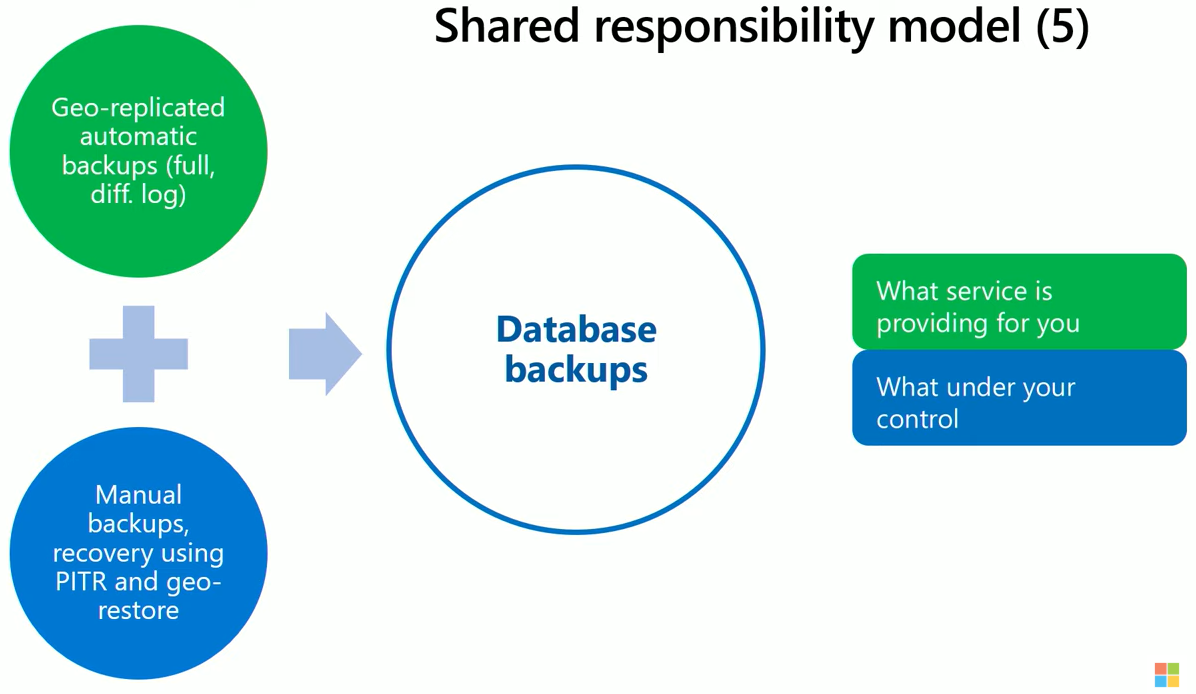 Shared responsibility model (5)
Geo-replicated
automatic
backups (full,
diff. log)
Manual
backups,
recovery using
PITR and geo-
restore
Database
backups
What service is
providing for you
What under your
control